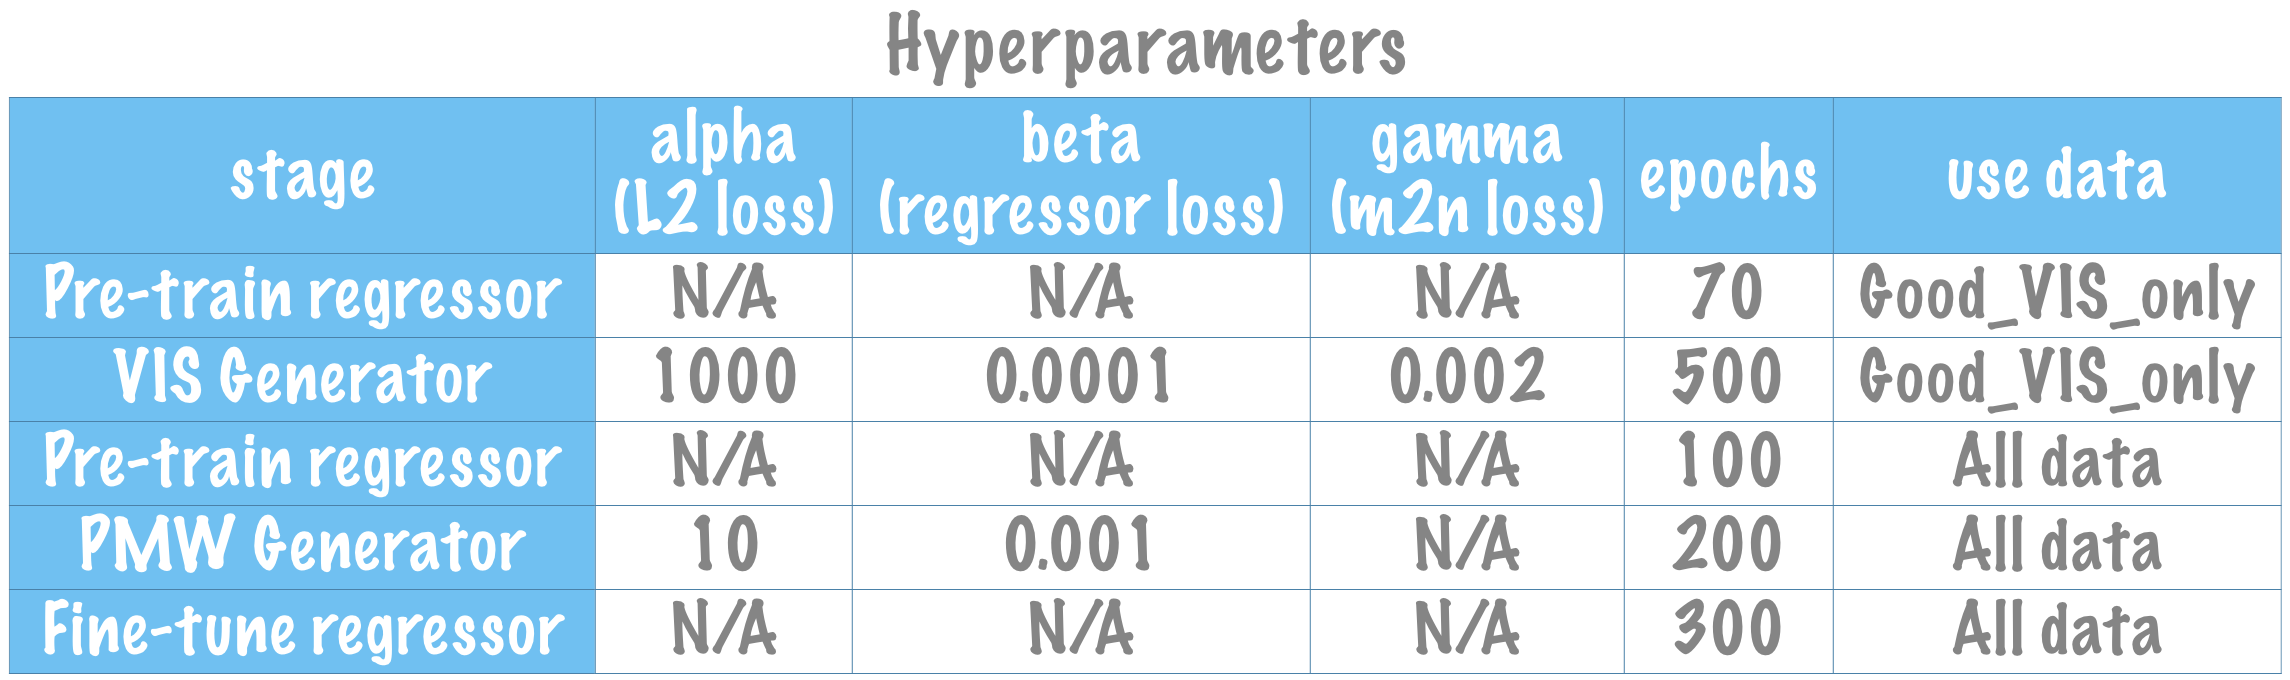 Hyperparameters
stage alpha (L2 loss) beta (regressor loss) gamma (m2n loss) epochs use data
Pre-train regressor N/A N/A N/A 70 Good_VIS_only
VIS Generator 1000 0.0001 0.002 500 Good_VIS_only
Pre-train regressor N/A N/A N/A 100 All data
PMW Generator 10 0.001 N/A 200 All data
Fine-tune regressor N/A N/A N/A 300 All data